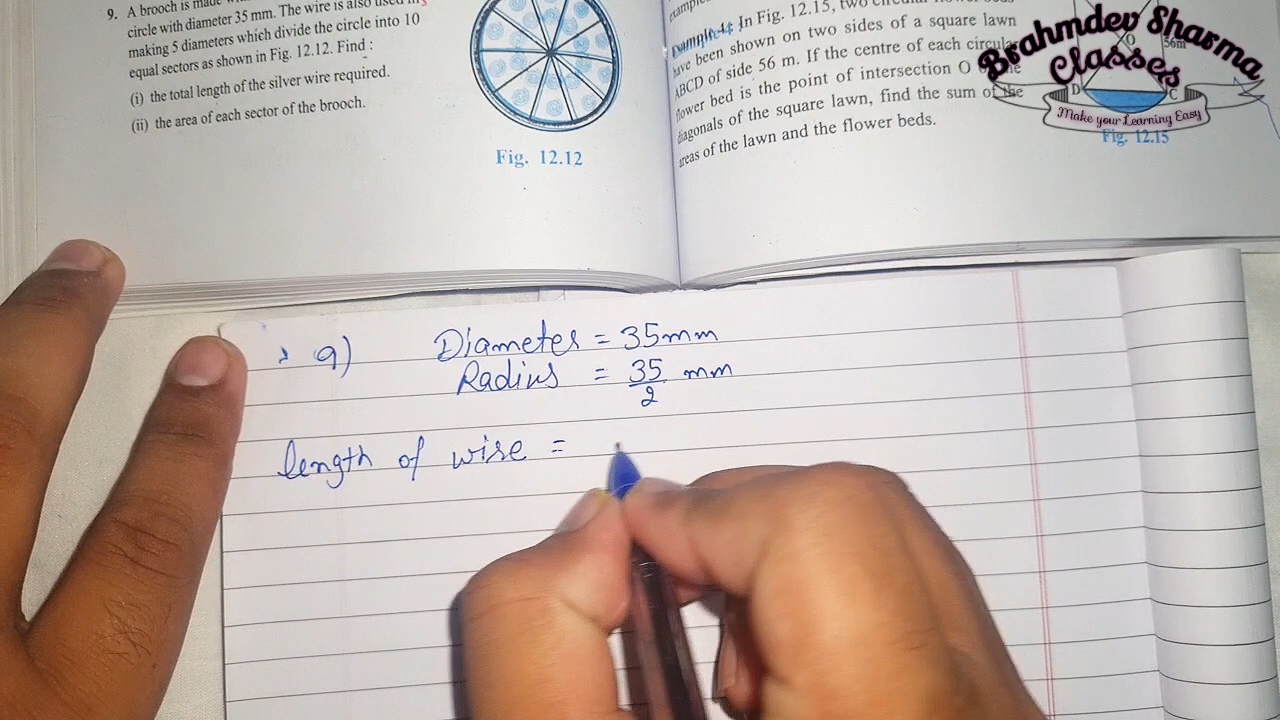 9. A brooch is made
circle with diameter 35 mm. The wire is also used in
making 5 diameters which divide the circle into 10
equal sectors as shown in Fig. 12.12. Find :
(i) the total length of the silver wire required.
(ii) the area of each sector of the brooch.
Fig. 12.12
In Fig. 12.15, two
have been shown on two sides of a square lawn
ABCD of side 56 m. If the centre of each circular
flower bed is the point of intersection O
diagonals of the square lawn, find the sum of the
areas of the lawn and the flower beds.
O
56m
D
C
Fig. 12.15
Brahmdev Sharma
Classes
Make your Learning Easy
9) Diameter = 35mm
Radius = 35/2 mm
length of wire =